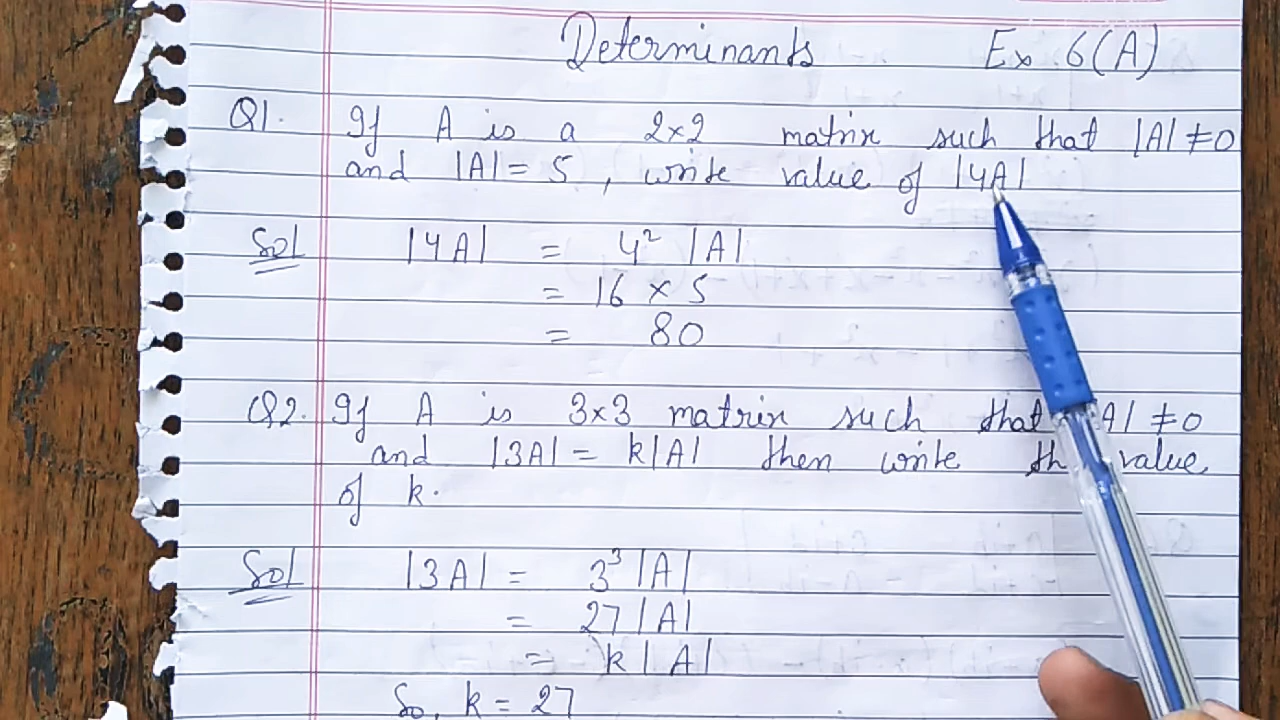 Determinants Ex. 6(A)
Q1. If A is a 2×2 matrix such that |A| ≠ 0
and |A| = 5, write value of |4A|
Sol |4A| = 4² |A|
= 16 × 5
= 80
Q2. If A is 3×3 matrix such that A| ≠ 0
and |3A| = k|A| then write th value
of k.
Sol |3A| = 3³ |A|
= 27 |A|
= k |A|
So, k = 27